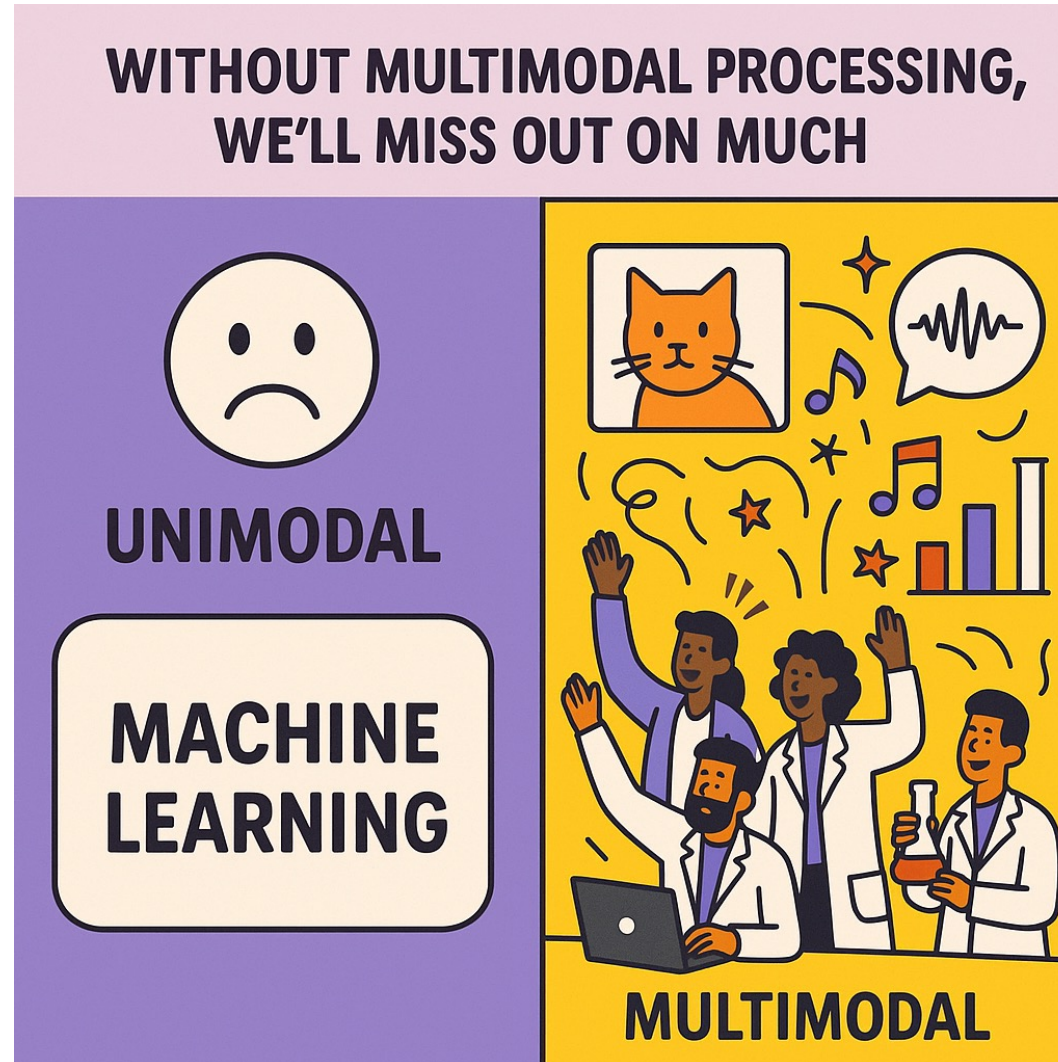 WITHOUT MULTIMODAL PROCESSING,
WE'LL MISS OUT ON MUCH
UNIMODAL
MACHINE
LEARNING
MULTIMODAL